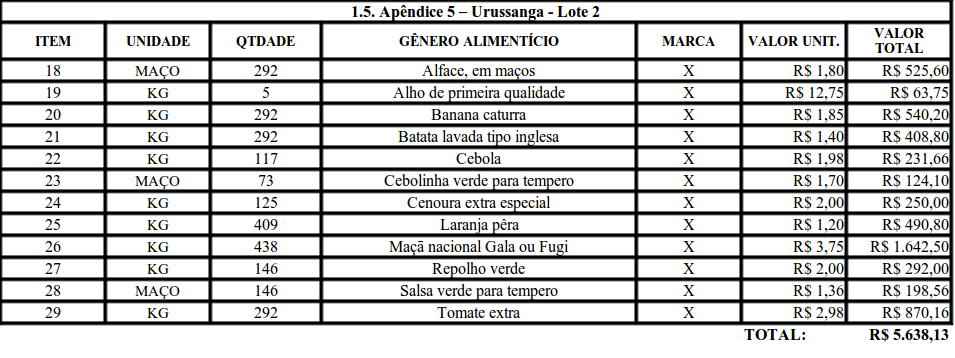 1.5. Apêndice 5 – Urussanga - Lote 2
ITEM UNIDADE QTDADE GÊNERO ALIMENTÍCIO MARCA VALOR UNIT. VALOR TOTAL
18 MAÇO 292 Alface, em maços X R$ 1,80 R$ 525,60
19 KG 5 Alho de primeira qualidade X R$ 12,75 R$ 63,75
20 KG 292 Banana caturra X R$ 1,85 R$ 540,20
21 KG 292 Batata lavada tipo inglesa X R$ 1,40 R$ 408,80
22 KG 117 Cebola X R$ 1,98 R$ 231,66
23 MAÇO 73 Cebolinha verde para tempero X R$ 1,70 R$ 124,10
24 KG 125 Cenoura extra especial X R$ 2,00 R$ 250,00
25 KG 409 Laranja pêra X R$ 1,20 R$ 490,80
26 KG 438 Maçã nacional Gala ou Fugi X R$ 3,75 R$ 1.642,50
27 KG 146 Repolho verde X R$ 2,00 R$ 292,00
28 MAÇO 146 Salsa verde para tempero X R$ 1,36 R$ 198,56
29 KG 292 Tomate extra X R$ 2,98 R$ 870,16
TOTAL: R$ 5.638,13